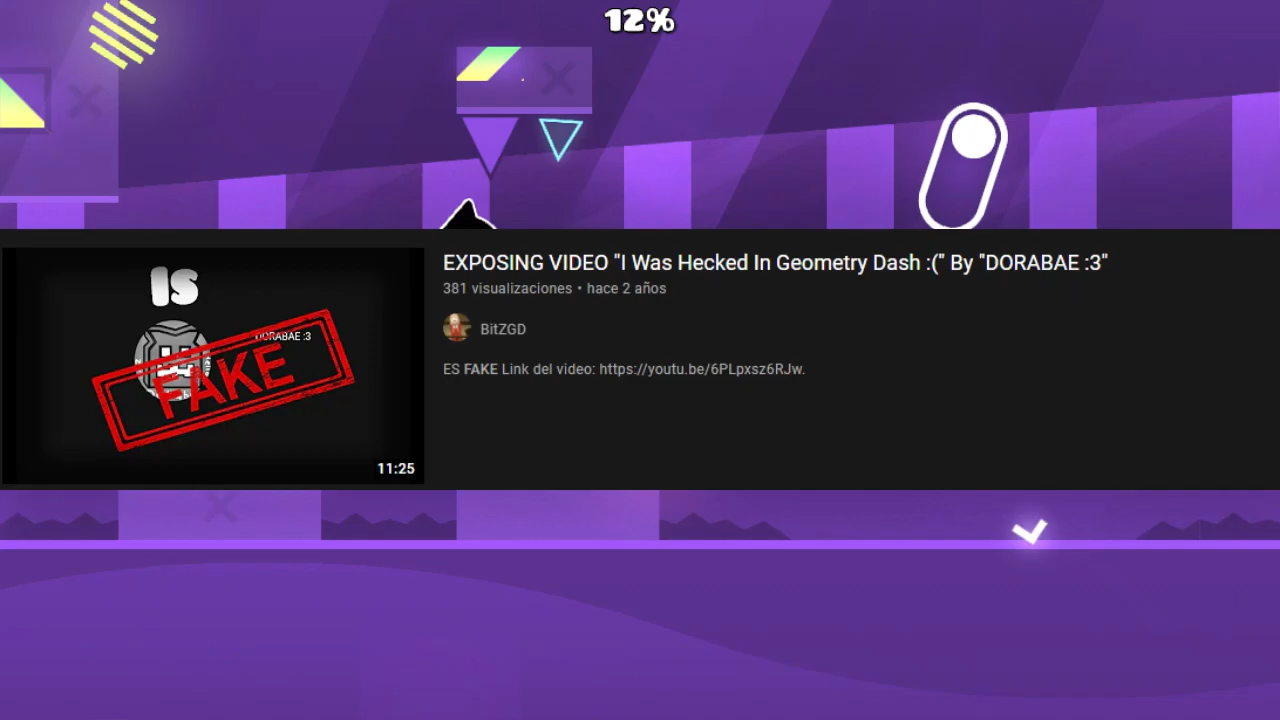 12%
IS
DORABAE :3
FAKE
11:25
EXPOSING VIDEO "I Was Hecked In Geometry Dash :(" By "DORABAE :3"
381 visualizaciones • hace 2 años
BitZGD
ES FAKE Link del video: https://youtu.be/6PLpxsz6RJw.